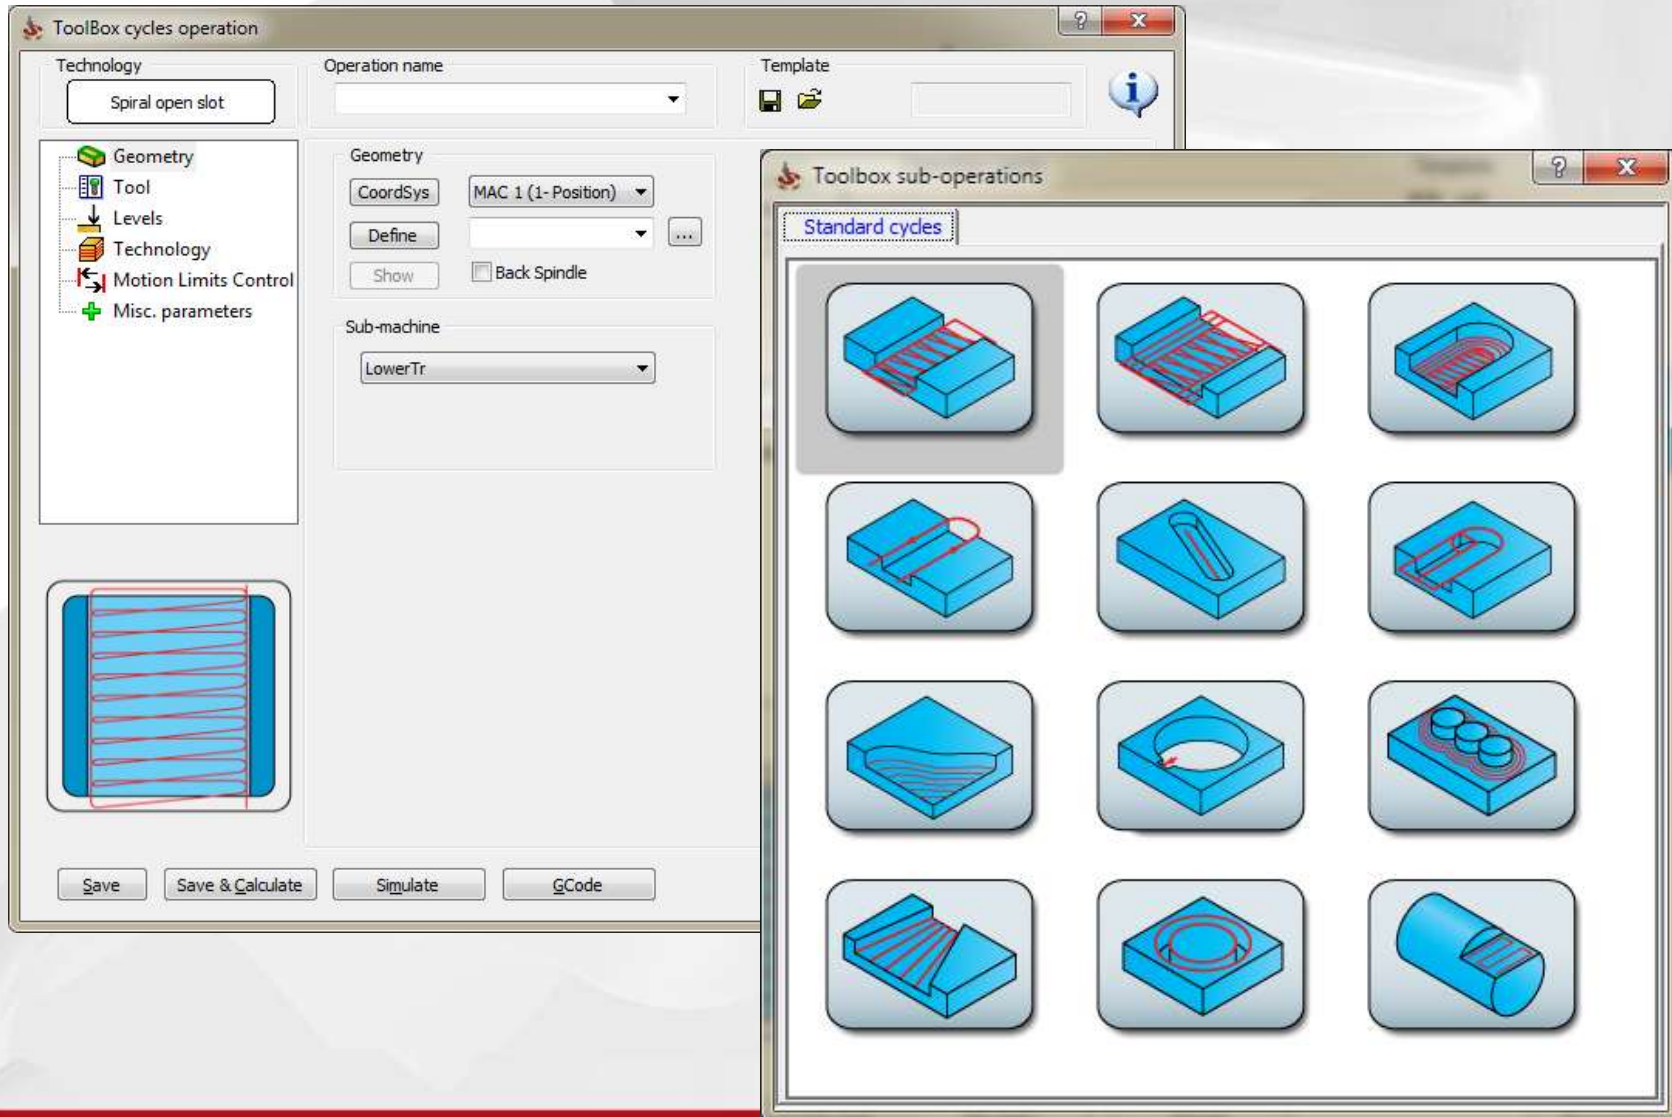 ToolBox cycles operation
Technology
Spiral open slot
Operation name
Template
Geometry
Tool
Levels
Technology
Motion Limits Control
Misc. parameters
Geometry
CoordSys
MAC 1 (1- Position)
Define
...
Show
Back Spindle
Sub-machine
LowerTr
Save
Save & Calculate
Simulate
GCode
Toolbox sub-operations
Standard cycles